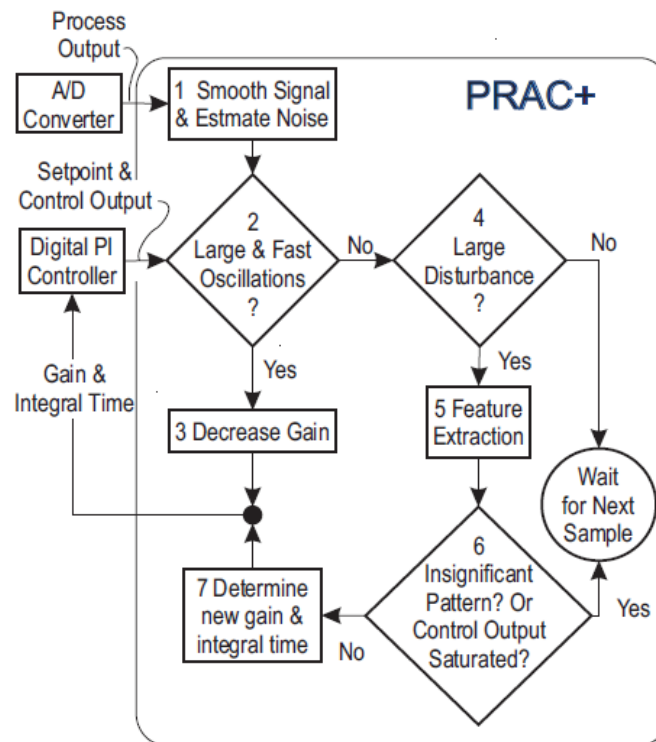 Process
Output
A/D
Converter
1 Smooth Signal
& Estmate Noise
PRAC+
Setpoint &
Control Output
Digital PI
Controller
2
Large & Fast
Oscillations
?
No
4
Large
Disturbance
?
No
Yes
Yes
Gain &
Integral Time
3 Decrease Gain
5 Feature
Extraction
Wait
for Next
Sample
6
Insignificant
Pattern? Or
Control Output
Saturated?
Yes
No
7 Determine
new gain &
integral time